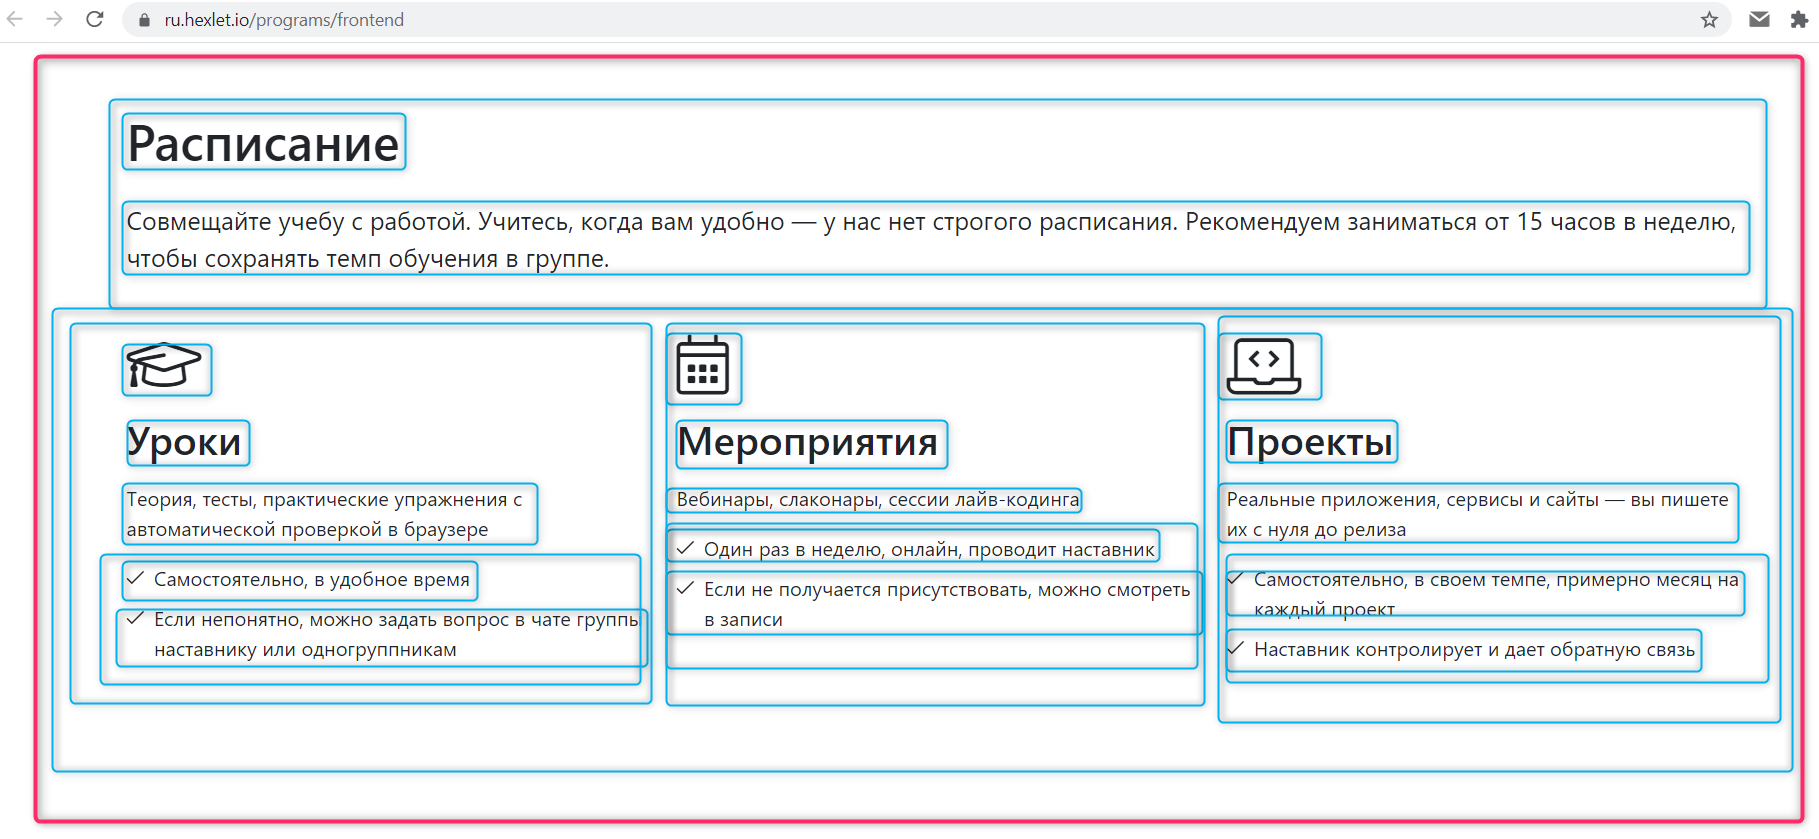 ru.hexlet.io/programs/frontend
Расписание
Совмещайте учебу с работой. Учитесь, когда вам удобно — у нас нет строгого расписания. Рекомендуем заниматься от 15 часов в неделю,
чтобы сохранять темп обучения в группе.
Уроки
Теория, тесты, практические упражнения с
автоматической проверкой в браузере
Самостоятельно, в удобное время
Если непонятно, можно задать вопрос в чате группы
наставнику или одногруппникам
Мероприятия
Вебинары, слаконары, сессии лайв-кодинга
Один раз в неделю, онлайн, проводит наставник
Если не получается присутствовать, можно смотреть
в записи
Проекты
Реальные приложения, сервисы и сайты — вы пишете
их с нуля до релиза
Самостоятельно, в своем темпе, примерно месяц на
каждый проект
Наставник контролирует и дает обратную связь